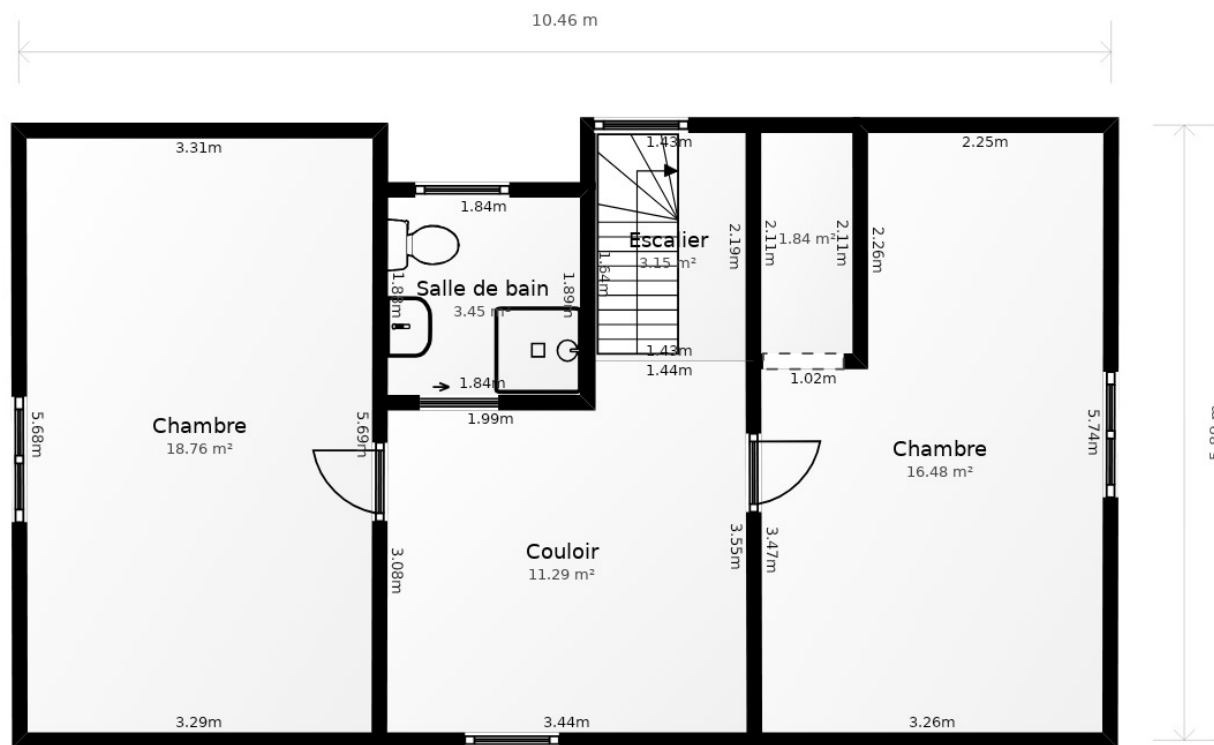 10.46 m
3.31m
1.43m
2.25m
1.84m
2.19m
2.11m
1.84 m²
2.11m
2.26m
Escalier
3.15 m²
1.64m
1.88m
Salle de bain
3.45 m²
1.89m
1.43m
1.44m
1.84m
1.99m
1.02m
5.68m
Chambre
18.76 m²
5.69m
Chambre
16.48 m²
5.74m
Couloir
11.29 m²
3.08m
3.55m
3.47m
3.29m
3.44m
3.26m